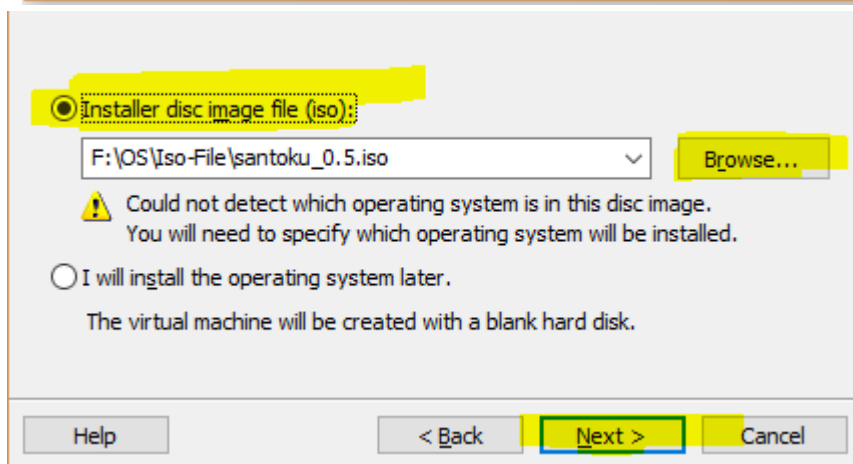 Installer disc image file (iso):
F:\OS\Iso-File\santoku_0.5.iso
Browse...
Could not detect which operating system is in this disc image.
You will need to specify which operating system will be installed.
I will install the operating system later.
The virtual machine will be created with a blank hard disk.
Help < Back Next > Cancel